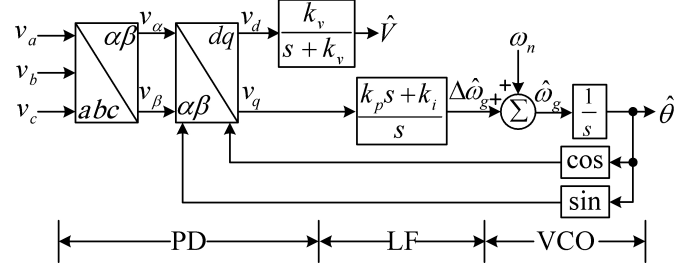 v_a
v_b
v_c
αβ
abc
v_α
v_β
dq
αβ
v_d
v_q
k_v
s + k_v
V̂
k_p s + k_i
s
Δω̂_g
+
+
ω_n
Σ
ω̂_g
1
s
θ̂
cos
sin
PD
LF
VCO